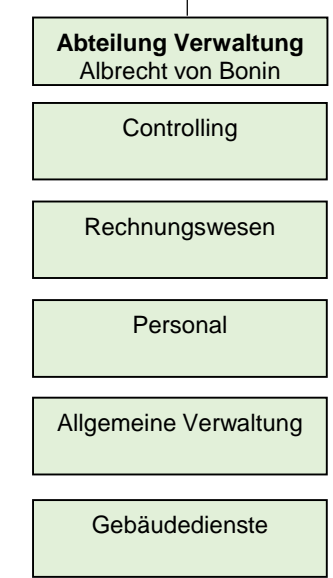 Abteilung Verwaltung
Albrecht von Bonin
Controlling
Rechnungswesen
Personal
Allgemeine Verwaltung
Gebäudedienste